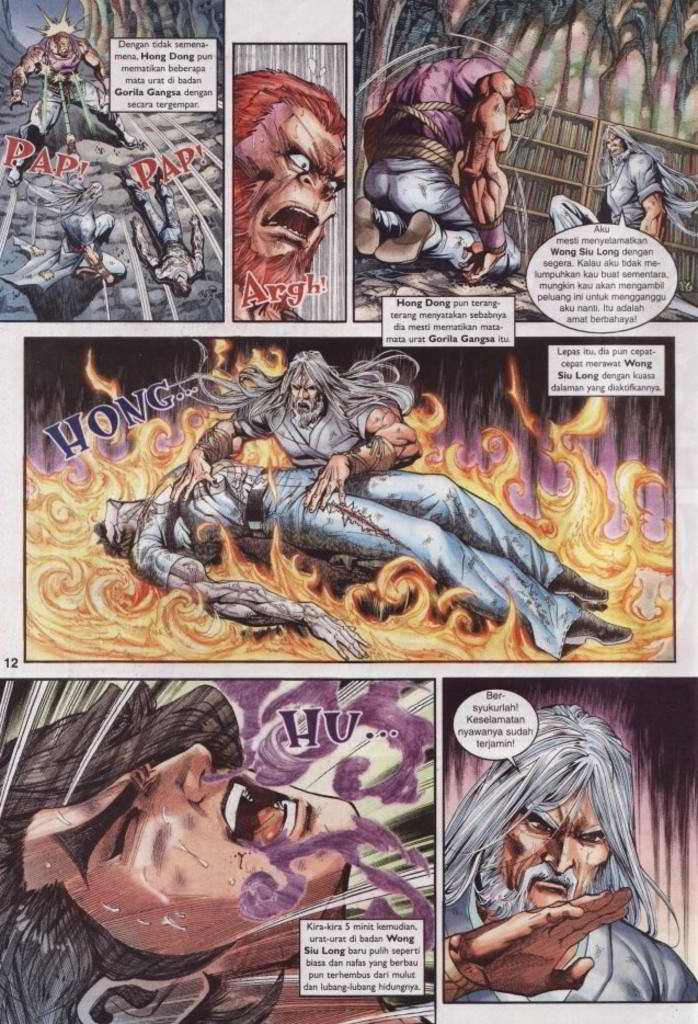 Dengan tidak semena-
mena, Hong Dong pun
mematikan beberapa
mata urat di badan
Gorila Gangsa dengan
secara tergempar.
PAP!
PAP!
Argh!
Aku
mesti menyelamatkan
Wong Siu Long dengan
segera. Kalau aku tidak me-
lumpuhkan kau buat sementara,
mungkin kau akan mengambil
peluang ini untuk mengganggu
aku nanti. Itu adalah
amat berbahaya!
Hong Dong pun terang-
terang menyatakan sebabnya
dia mesti mematikan mata-
mata urat Gorila Gangsa itu.
Lepas itu, dia pun cepat-
cepat merawat Wong
Siu Long dengan kuasa
dalaman yang diaktifkannya.
HONG...
12
HU...
Kira-kira 5 minit kemudian,
urat-urat di badan Wong
Siu Long baru pulih seperti
biasa dan nafas yang berbau
pun terhembus dari mulut
dan lubang-lubang hidungnya.
Ber-
syukurlah!
Keselamatan
nyawanya sudah
terjamin!